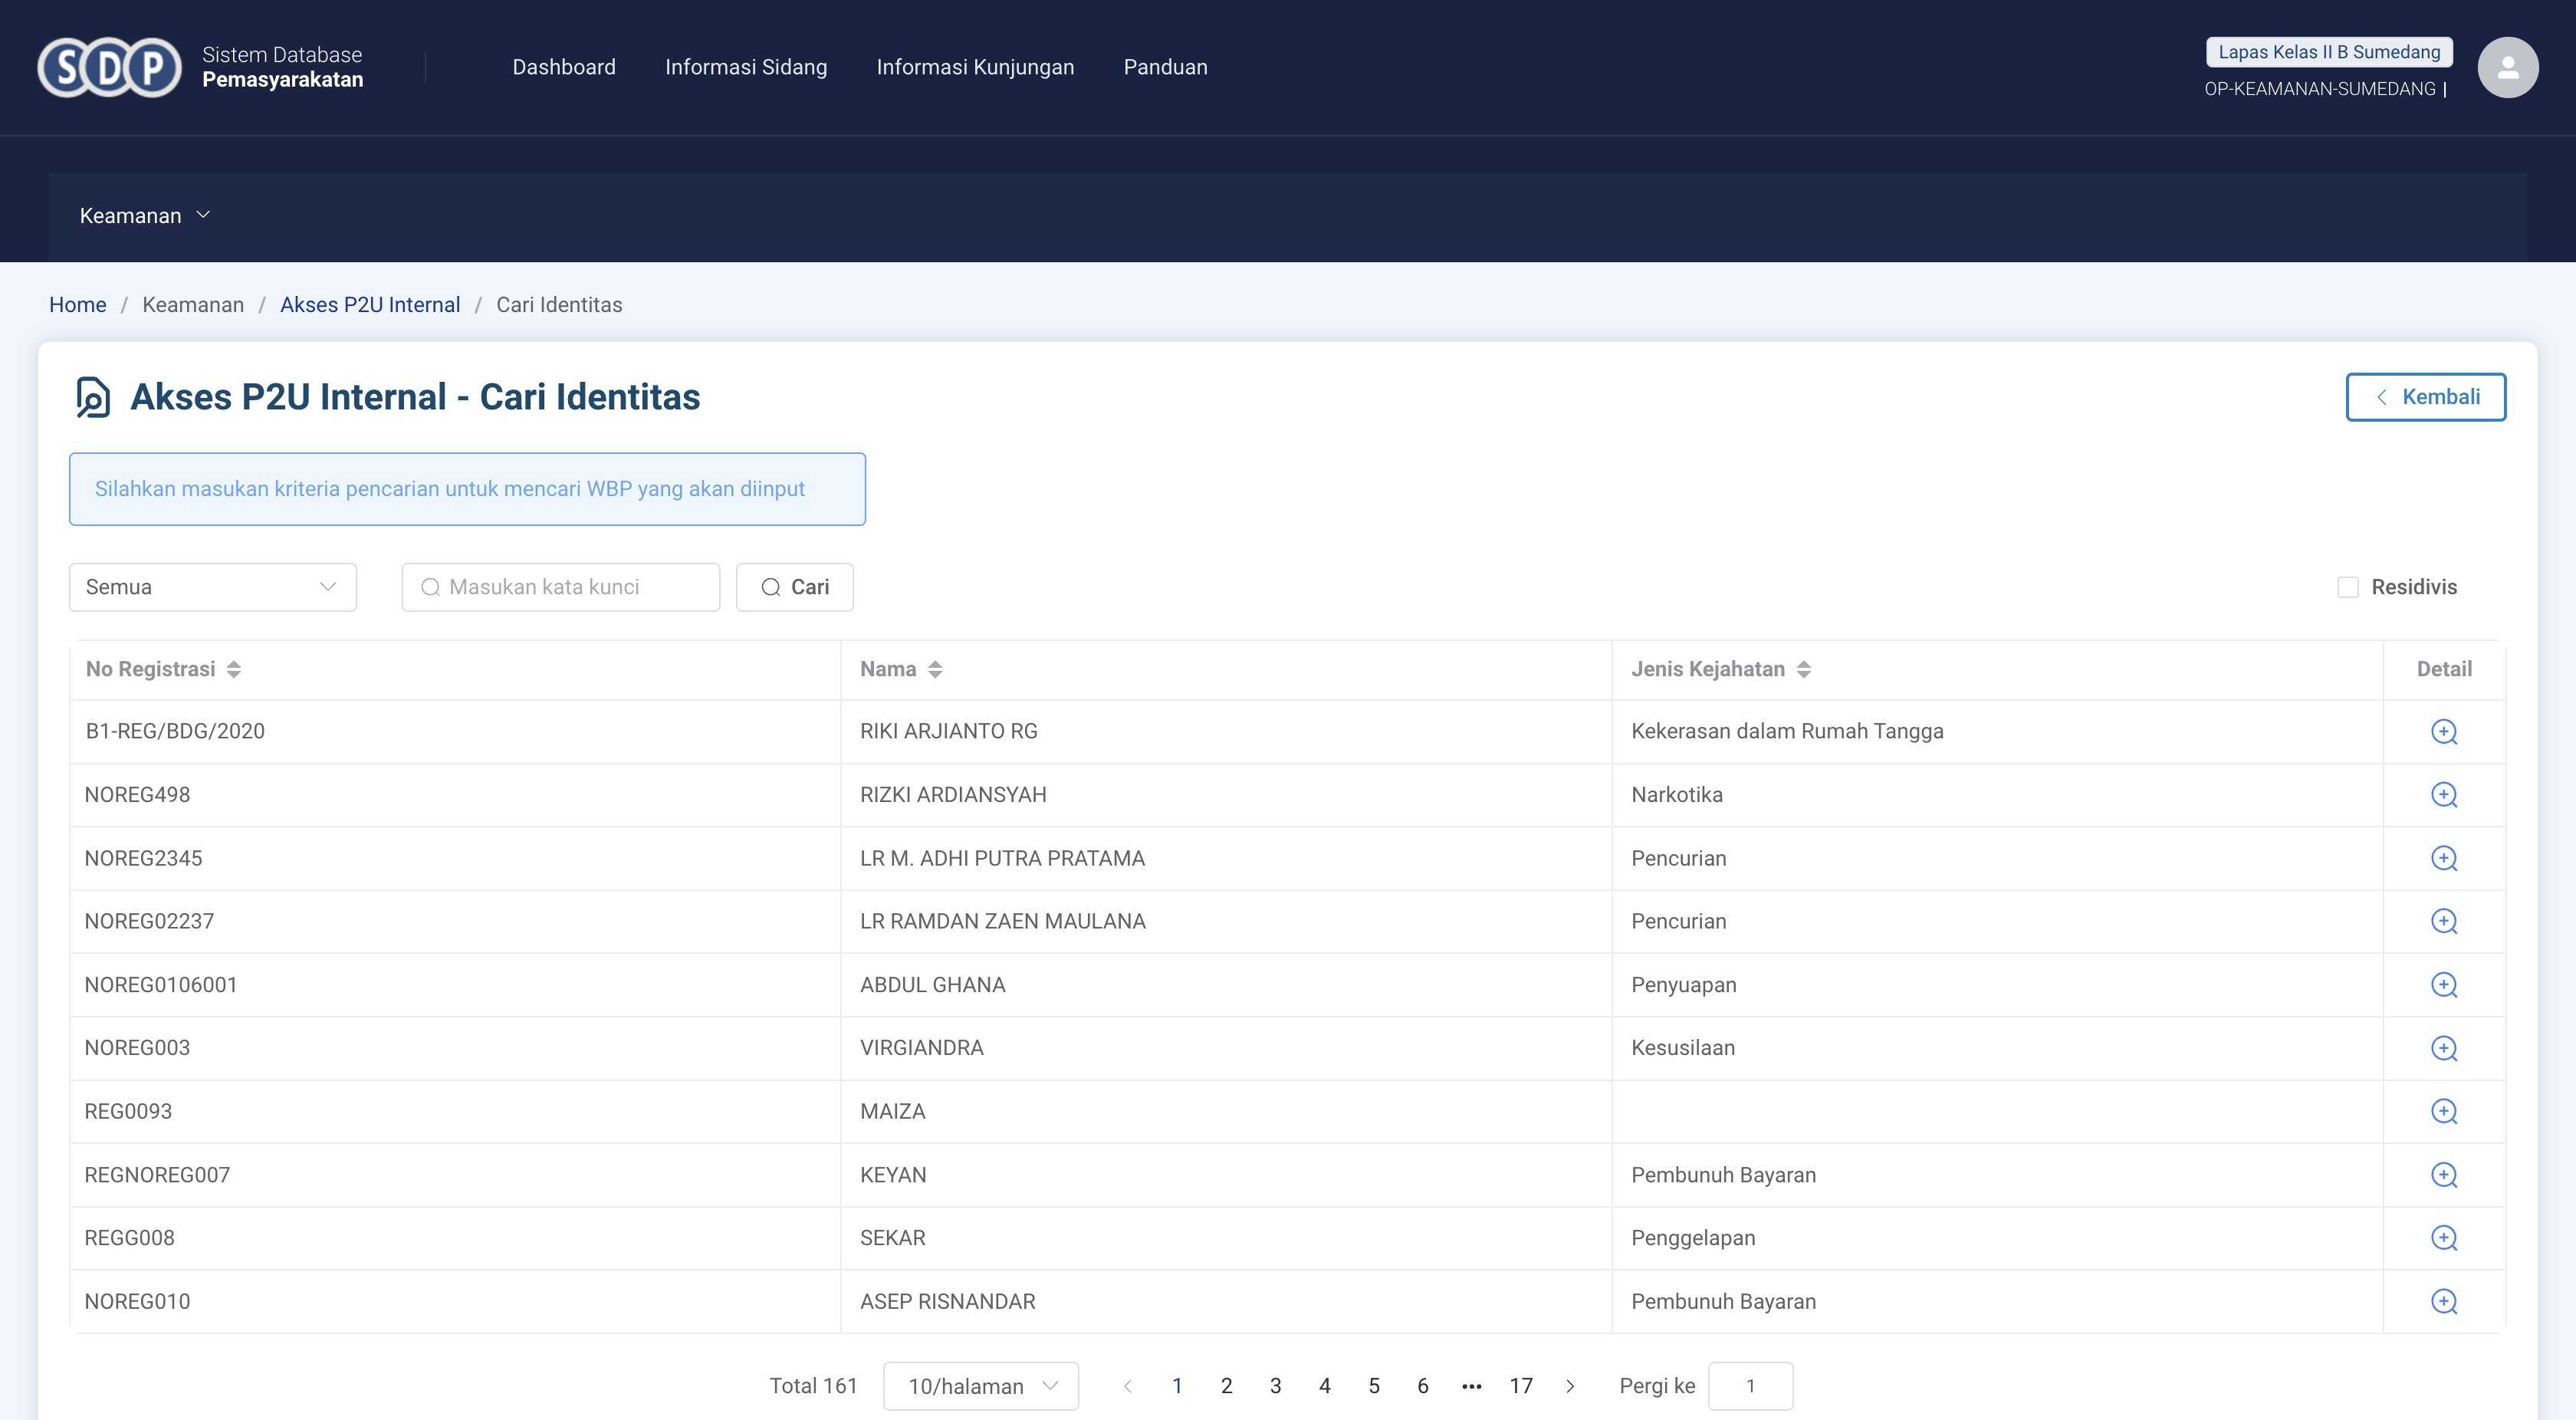 SDP
Sistem Database
Pemasyarakatan
Dashboard Informasi Sidang Informasi Kunjungan Panduan
Lapas Kelas II B Sumedang
OP-KEAMANAN-SUMEDANG |
Keamanan
Home / Keamanan / Akses P2U Internal / Cari Identitas
Akses P2U Internal - Cari Identitas
Kembali
Silahkan masukan kriteria pencarian untuk mencari WBP yang akan diinput
Semua Masukan kata kunci Cari Residivis
No Registrasi Nama Jenis Kejahatan Detail
B1-REG/BDG/2020 RIKI ARJIANTO RG Kekerasan dalam Rumah Tangga
NOREG498 RIZKI ARDIANSYAH Narkotika
NOREG2345 LR M. ADHI PUTRA PRATAMA Pencurian
NOREG02237 LR RAMDAN ZAEN MAULANA Pencurian
NOREG0106001 ABDUL GHANA Penyuapan
NOREG003 VIRGIANDRA Kesusilaan
REG0093 MAIZA
REGNOREG007 KEYAN Pembunuh Bayaran
REGG008 SEKAR Penggelapan
NOREG010 ASEP RISNANDAR Pembunuh Bayaran
Total 161 10/halaman 1 2 3 4 5 6 ••• 17 Pergi ke 1